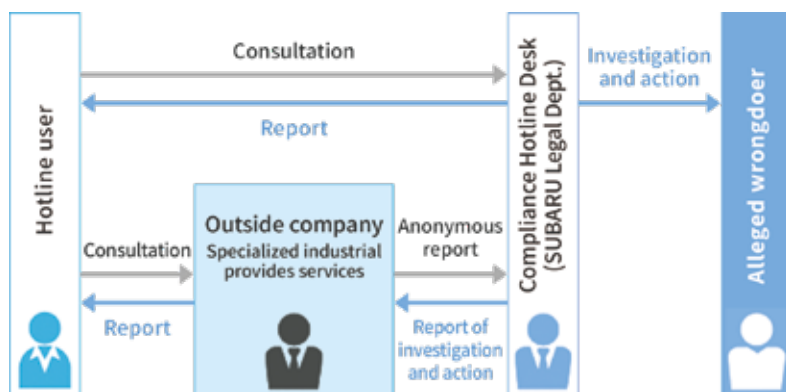 Hotline user
Consultation
Report
Consultation
Report
Outside company
Specialized industrial
provides services
Anonymous
report
Report of
investigation
and action
Compliance Hotline Desk
(SUBARU Legal Dept.)
Investigation
and action
Alleged wrongdoer